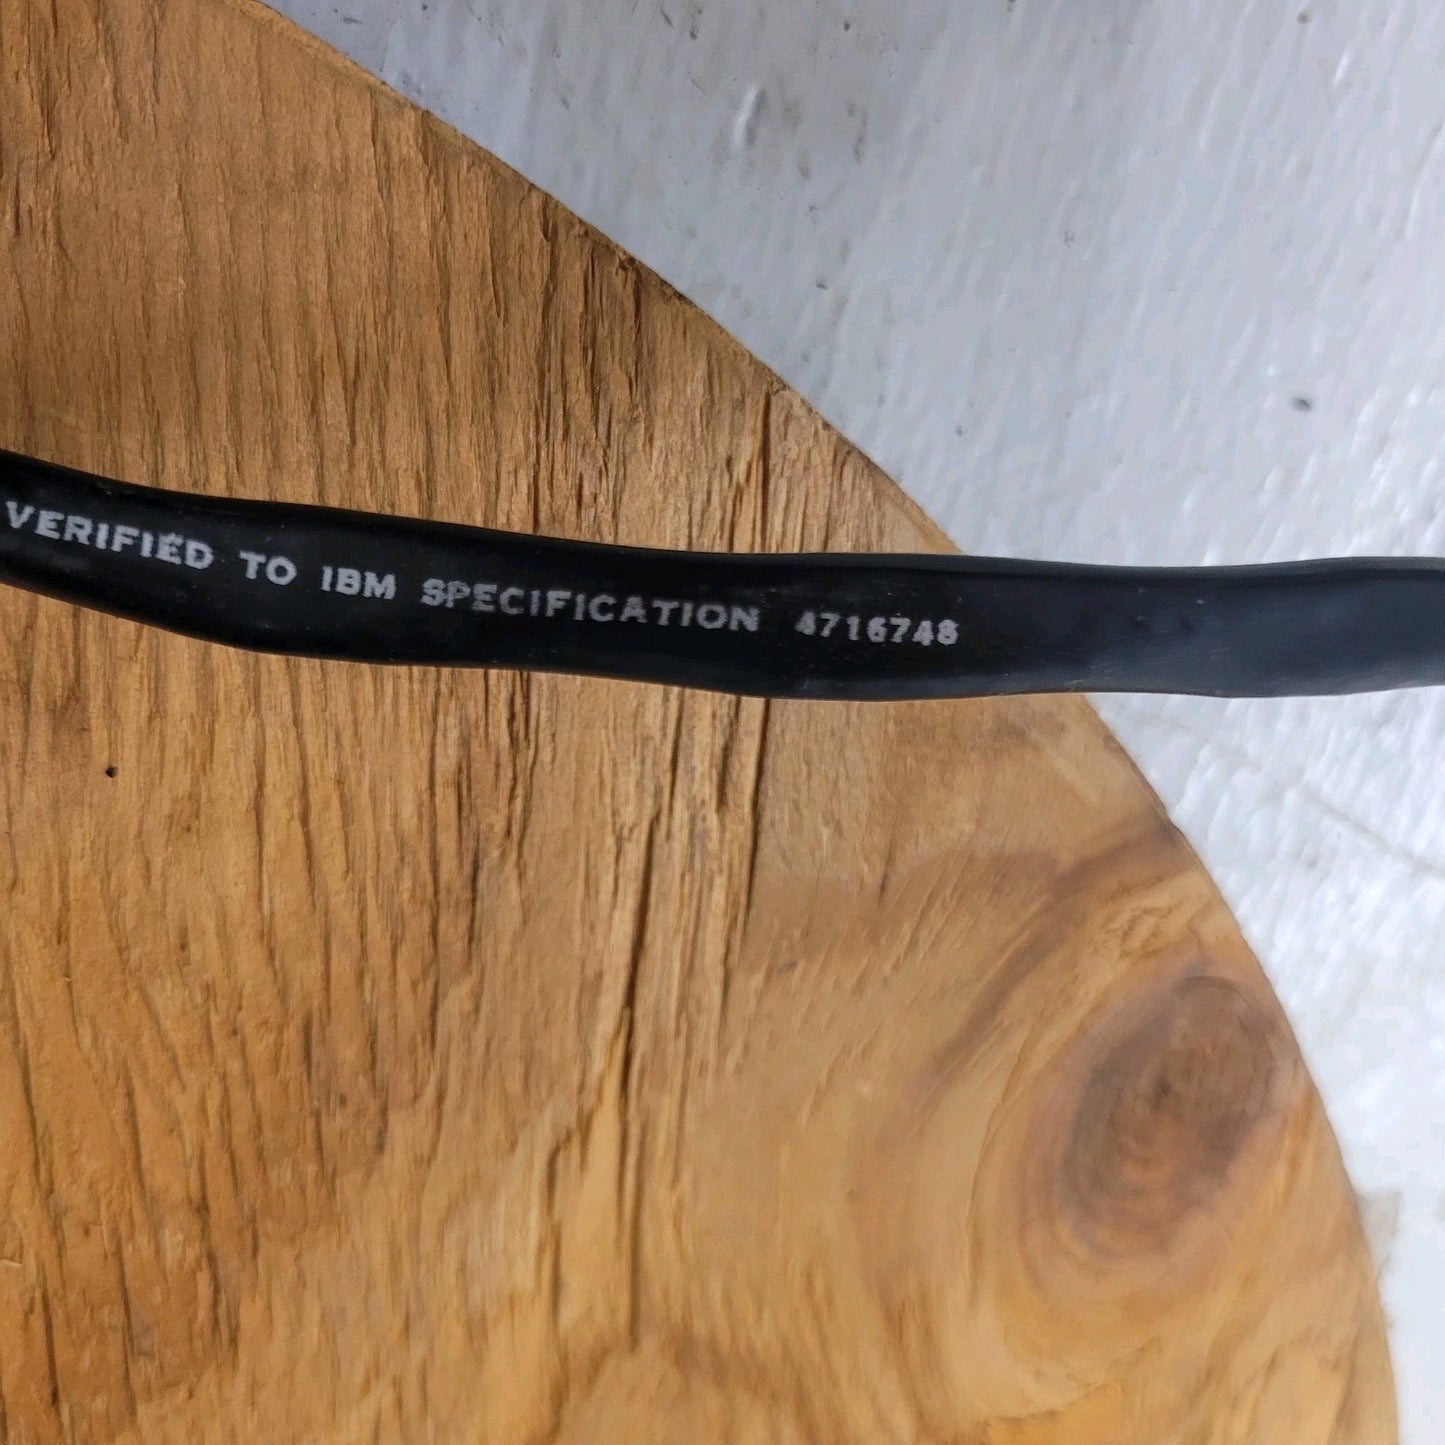 VERIFIED TO IBM SPECIFICATION 4716748